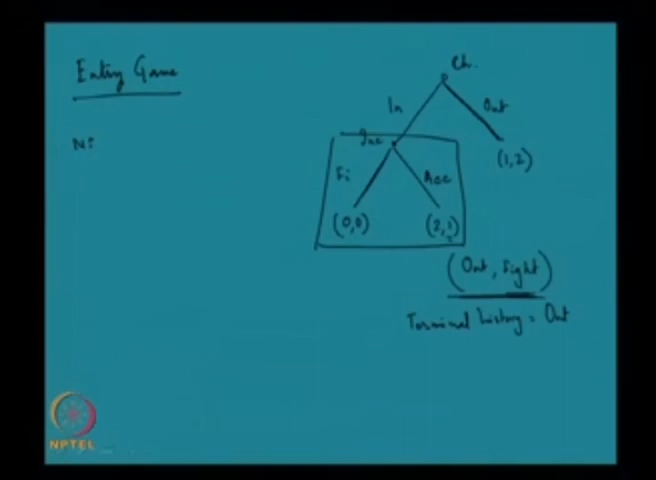 Entry Game
Ch.
In
Out
Inc
NE
Fi
Acc
(1,2)
(0,0)
(2,1)
(Out, Fight)
Terminal history = Out
NPTEL